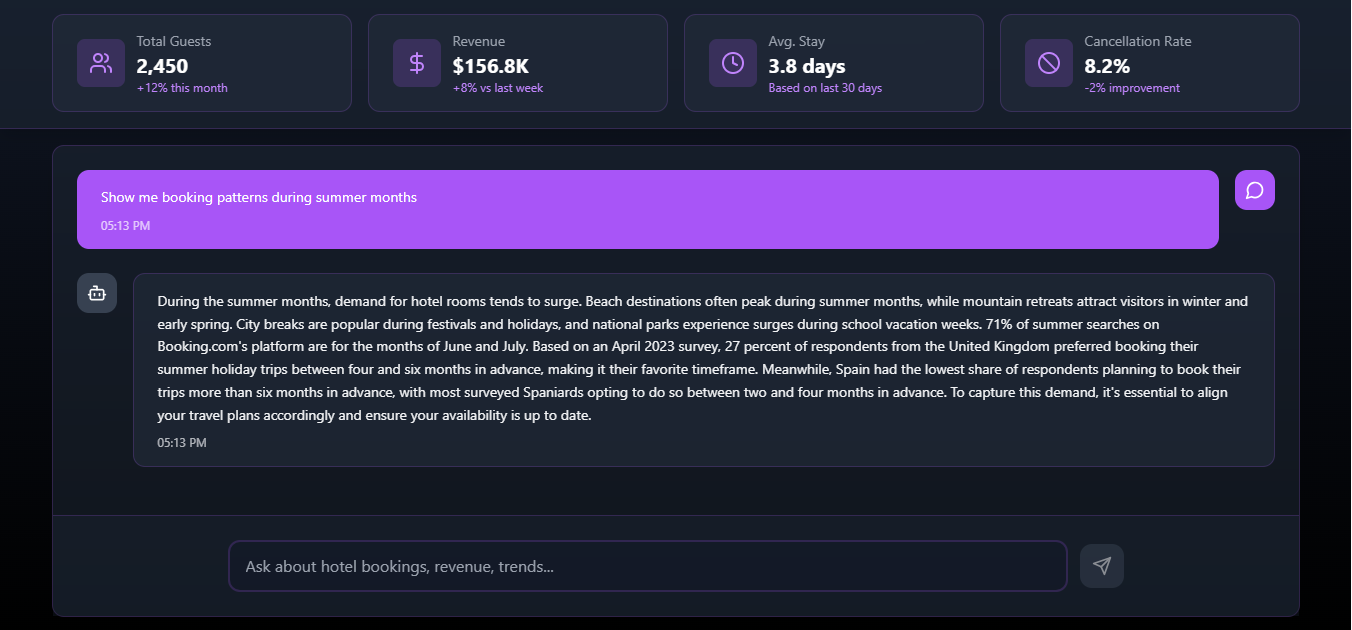 Total Guests
2,450
+12% this month
Revenue
$156.8K
+8% vs last week
Avg. Stay
3.8 days
Based on last 30 days
Cancellation Rate
8.2%
-2% improvement
Show me booking patterns during summer months
05:13 PM
During the summer months, demand for hotel rooms tends to surge. Beach destinations often peak during summer months, while mountain retreats attract visitors in winter and
early spring. City breaks are popular during festivals and holidays, and national parks experience surges during school vacation weeks. 71% of summer searches on
Booking.com's platform are for the months of June and July. Based on an April 2023 survey, 27 percent of respondents from the United Kingdom preferred booking their
summer holiday trips between four and six months in advance, making it their favorite timeframe. Meanwhile, Spain had the lowest share of respondents planning to book their
trips more than six months in advance, with most surveyed Spaniards opting to do so between two and four months in advance. To capture this demand, it's essential to align
your travel plans accordingly and ensure your availability is up to date.
05:13 PM
Ask about hotel bookings, revenue, trends...